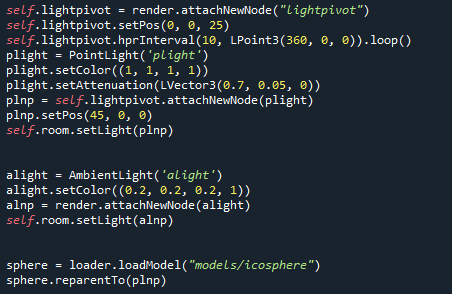 self.lightpivot = render.attachNewNode("lightpivot")
self.lightpivot.setPos(0, 0, 25)
self.lightpivot.hprInterval(10, LPoint3(360, 0, 0)).loop()
plight = PointLight('plight')
plight.setColor((1, 1, 1, 1))
plight.setAttenuation(LVector3(0.7, 0.05, 0))
plnp = self.lightpivot.attachNewNode(plight)
plnp.setPos(45, 0, 0)
self.room.setLight(plnp)
alight = AmbientLight('alight')
alight.setColor((0.2, 0.2, 0.2, 1))
alnp = render.attachNewNode(alight)
self.room.setLight(alnp)
sphere = loader.loadModel("models/icosphere")
sphere.reparentTo(plnp)